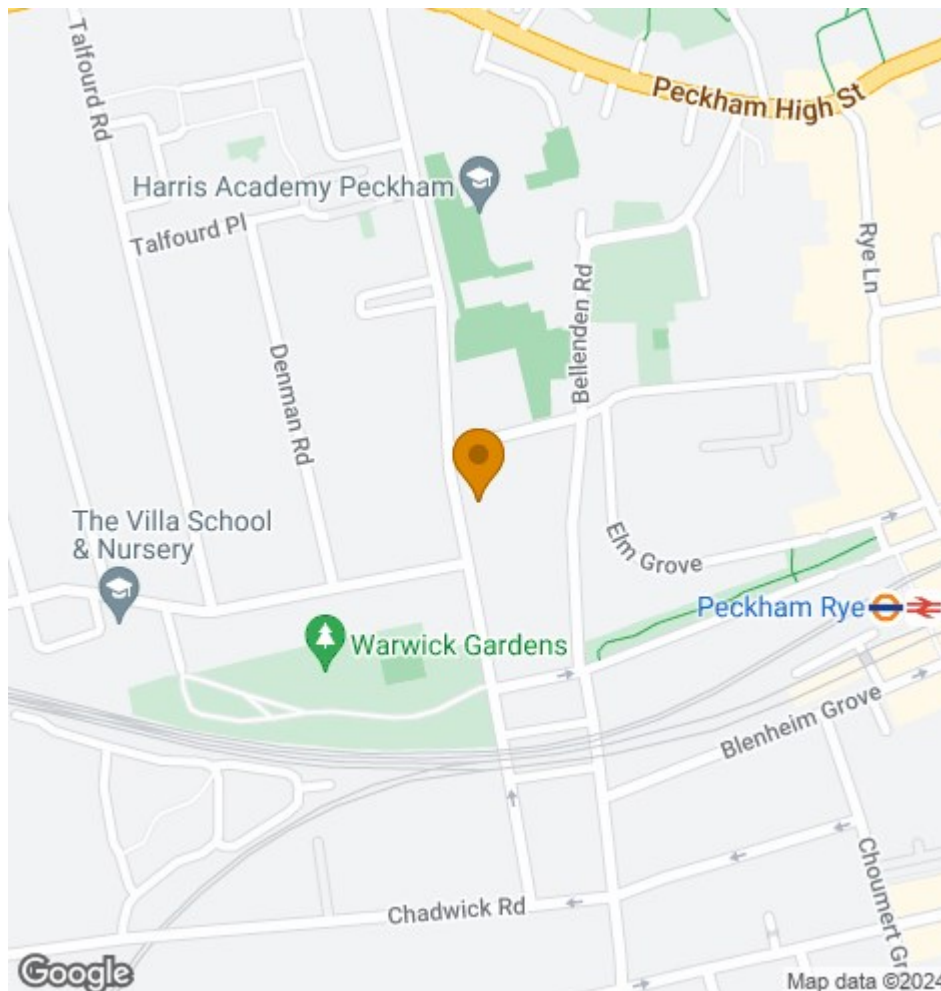 Talfourd Rd
Peckham High St
Harris Academy Peckham
Talfourd Pl
Rye Ln
Bellenden Rd
Denman Rd
The Villa School
& Nursery
Elm Grove
Peckham Rye
Warwick Gardens
Blenheim Grove
Choumert Gro
Chadwick Rd
Google
Map data ©2024